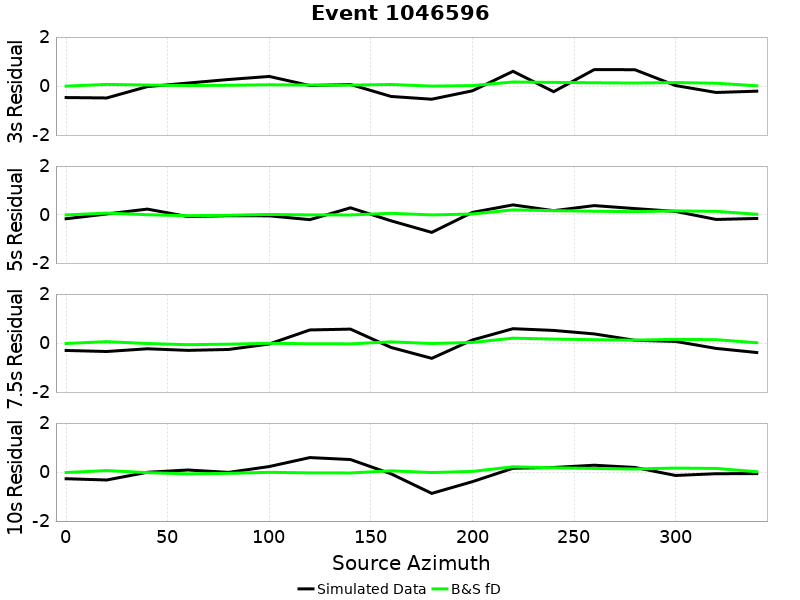 Event 1046596
3s Residual
2
0
-2
5s Residual
2
0
-2
7.5s Residual
2
0
-2
10s Residual
2
0
-2
0 50 100 150 200 250 300
Source Azimuth
Simulated Data B&S fD